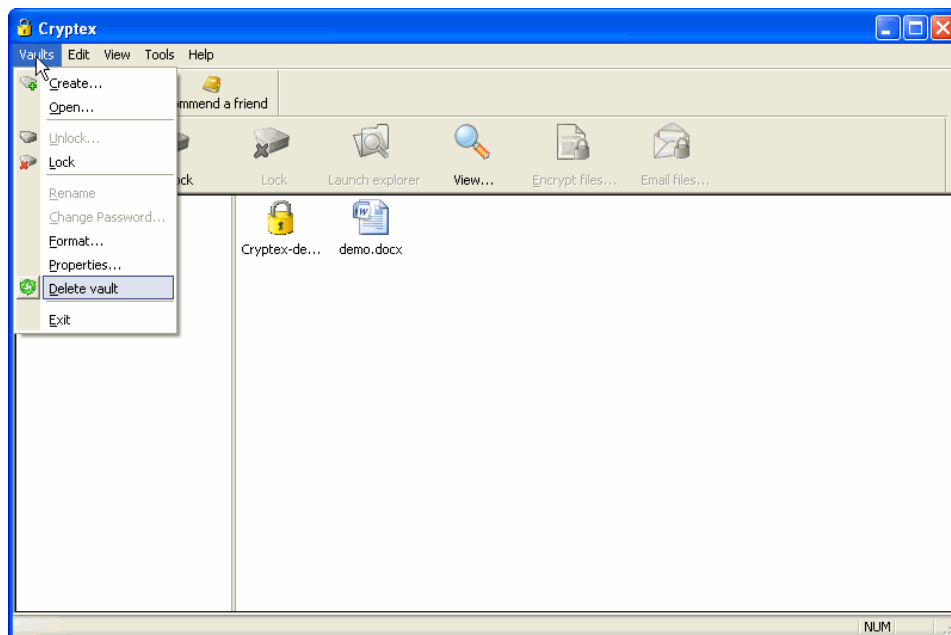 Cryptex
Vaults Edit View Tools Help
Create...
Open...
Unlock...
Lock
Rename
Change Password...
Format...
Properties...
Delete vault
Exit
mmend a friend
ck
Lock
Launch explorer
View...
Encrypt files...
Email files...
Cryptex-de...
demo.docx
NUM